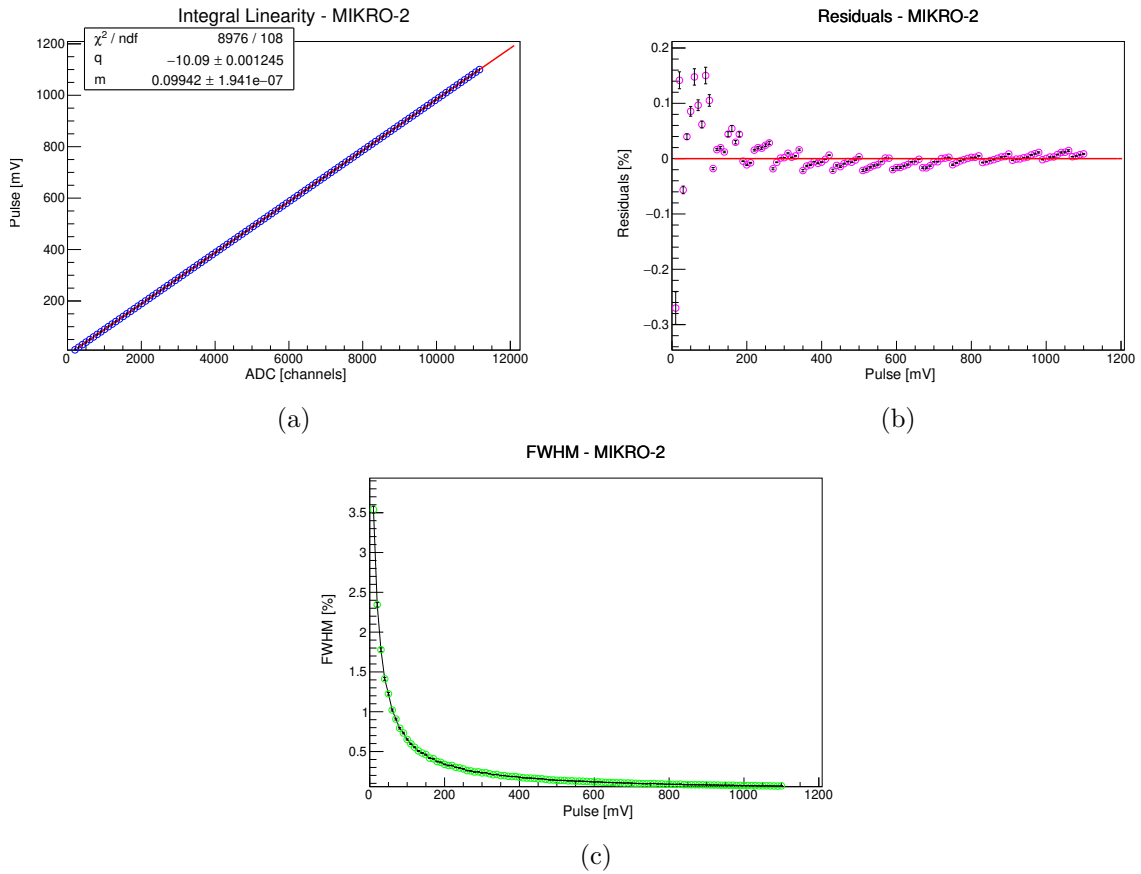 Integral Linearity - MIKRO-2
χ² / ndf 8976 / 108
q −10.09 ± 0.001245
m 0.09942 ± 1.941e−07
1200
1000
800
600
400
200
Pulse [mV]
0 2000 4000 6000 8000 10000 12000
ADC [channels]
(a)
Residuals - MIKRO-2
0.2
0.1
0
−0.1
−0.2
−0.3
Residuals [%]
0 200 400 600 800 1000 1200
Pulse [mV]
(b)
FWHM - MIKRO-2
3.5
3
2.5
2
1.5
1
0.5
FWHM [%]
0 200 400 600 800 1000 1200
Pulse [mV]
(c)